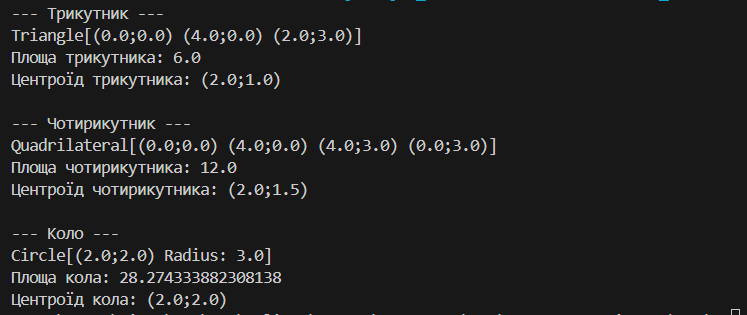 --- Трикутник ---
Triangle[(0.0;0.0) (4.0;0.0) (2.0;3.0)]
Площа трикутника: 6.0
Центроїд трикутника: (2.0;1.0)
--- Чотирикутник ---
Quadrilateral[(0.0;0.0) (4.0;0.0) (4.0;3.0) (0.0;3.0)]
Площа чотирикутника: 12.0
Центроїд чотирикутника: (2.0;1.5)
--- Коло ---
Circle[(2.0;2.0) Radius: 3.0]
Площа кола: 28.274333882308138
Центроїд кола: (2.0;2.0)